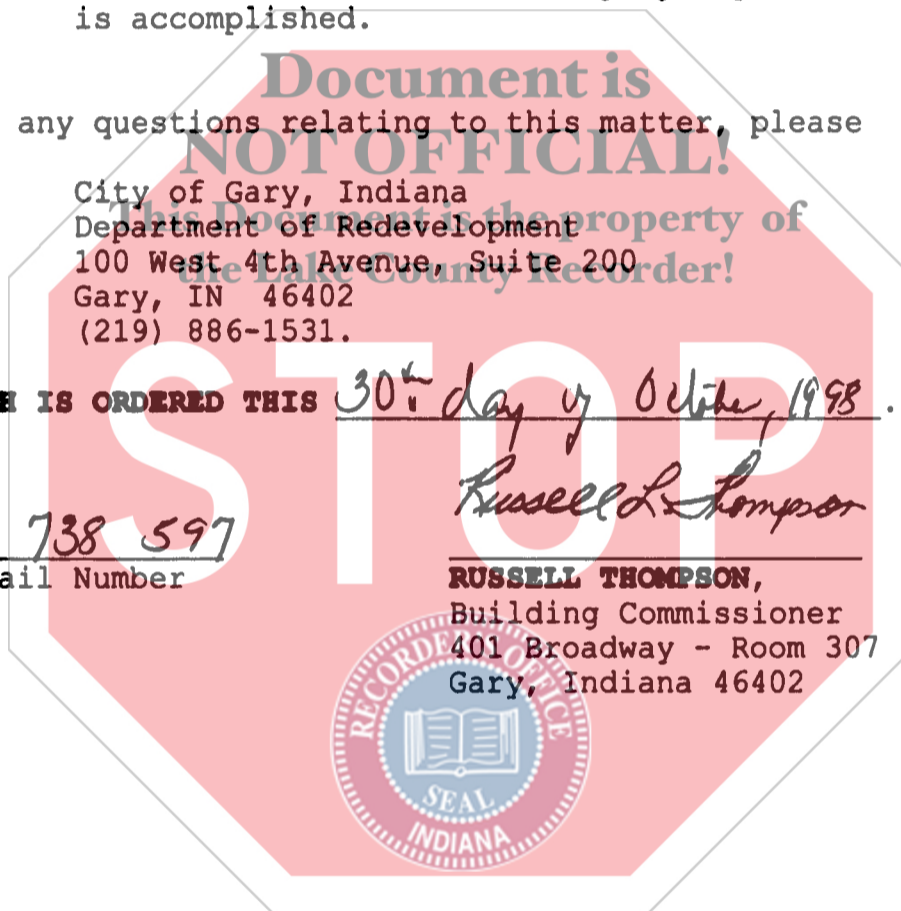 is accomplished.
Document is
any questions relating to this matter, please
NOT OFFICIAL!
City of Gary, Indiana
This Document is the property of
Department of Redevelopment
100 West 4th Avenue, Suite 200
the Lake County Recorder!
Gary, IN 46402
(219) 886-1531.
STOP
IS ORDERED THIS 30th day of October, 1998.
Russell L. Thompson
738 597
ail Number
RUSSELL THOMPSON,
Building Commissioner
401 Broadway - Room 307
Gary, Indiana 46402
RECORDER'S OFFICE
SEAL
INDIANA